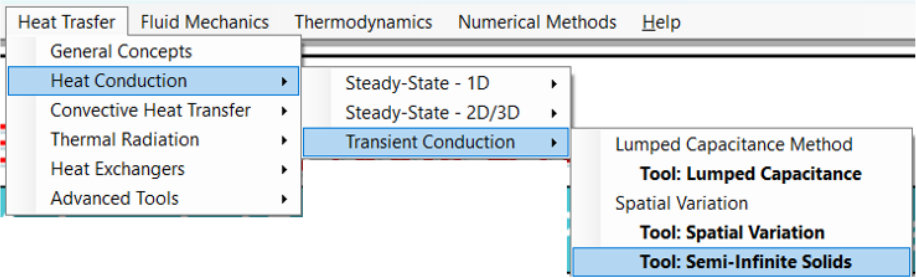 Heat Trasfer Fluid Mechanics Thermodynamics Numerical Methods Help
General Concepts
Heat Conduction
Convective Heat Transfer
Thermal Radiation
Heat Exchangers
Advanced Tools
Steady-State - 1D
Steady-State - 2D/3D
Transient Conduction
Lumped Capacitance Method
Tool: Lumped Capacitance
Spatial Variation
Tool: Spatial Variation
Tool: Semi-Infinite Solids